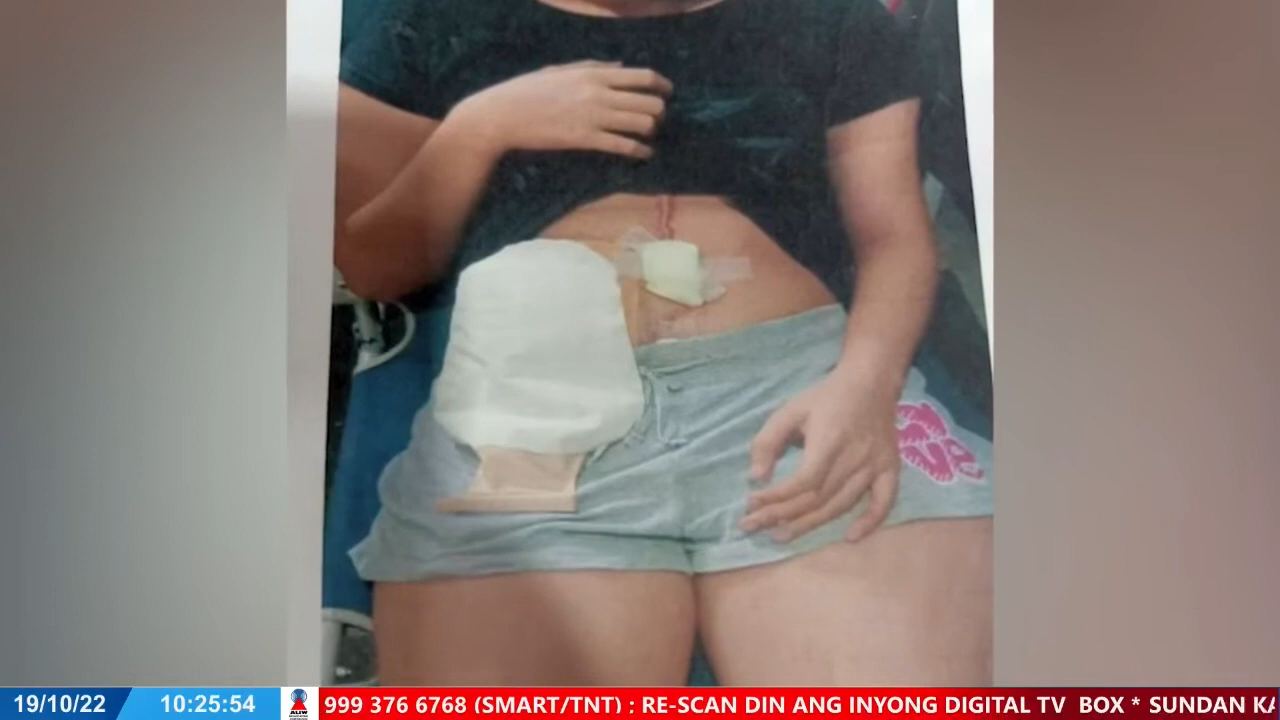 19/10/22
10:25:54
ALIW
999 376 6768 (SMART/TNT) : RE-SCAN DIN ANG INYONG DIGITAL TV BOX * SUNDAN KA